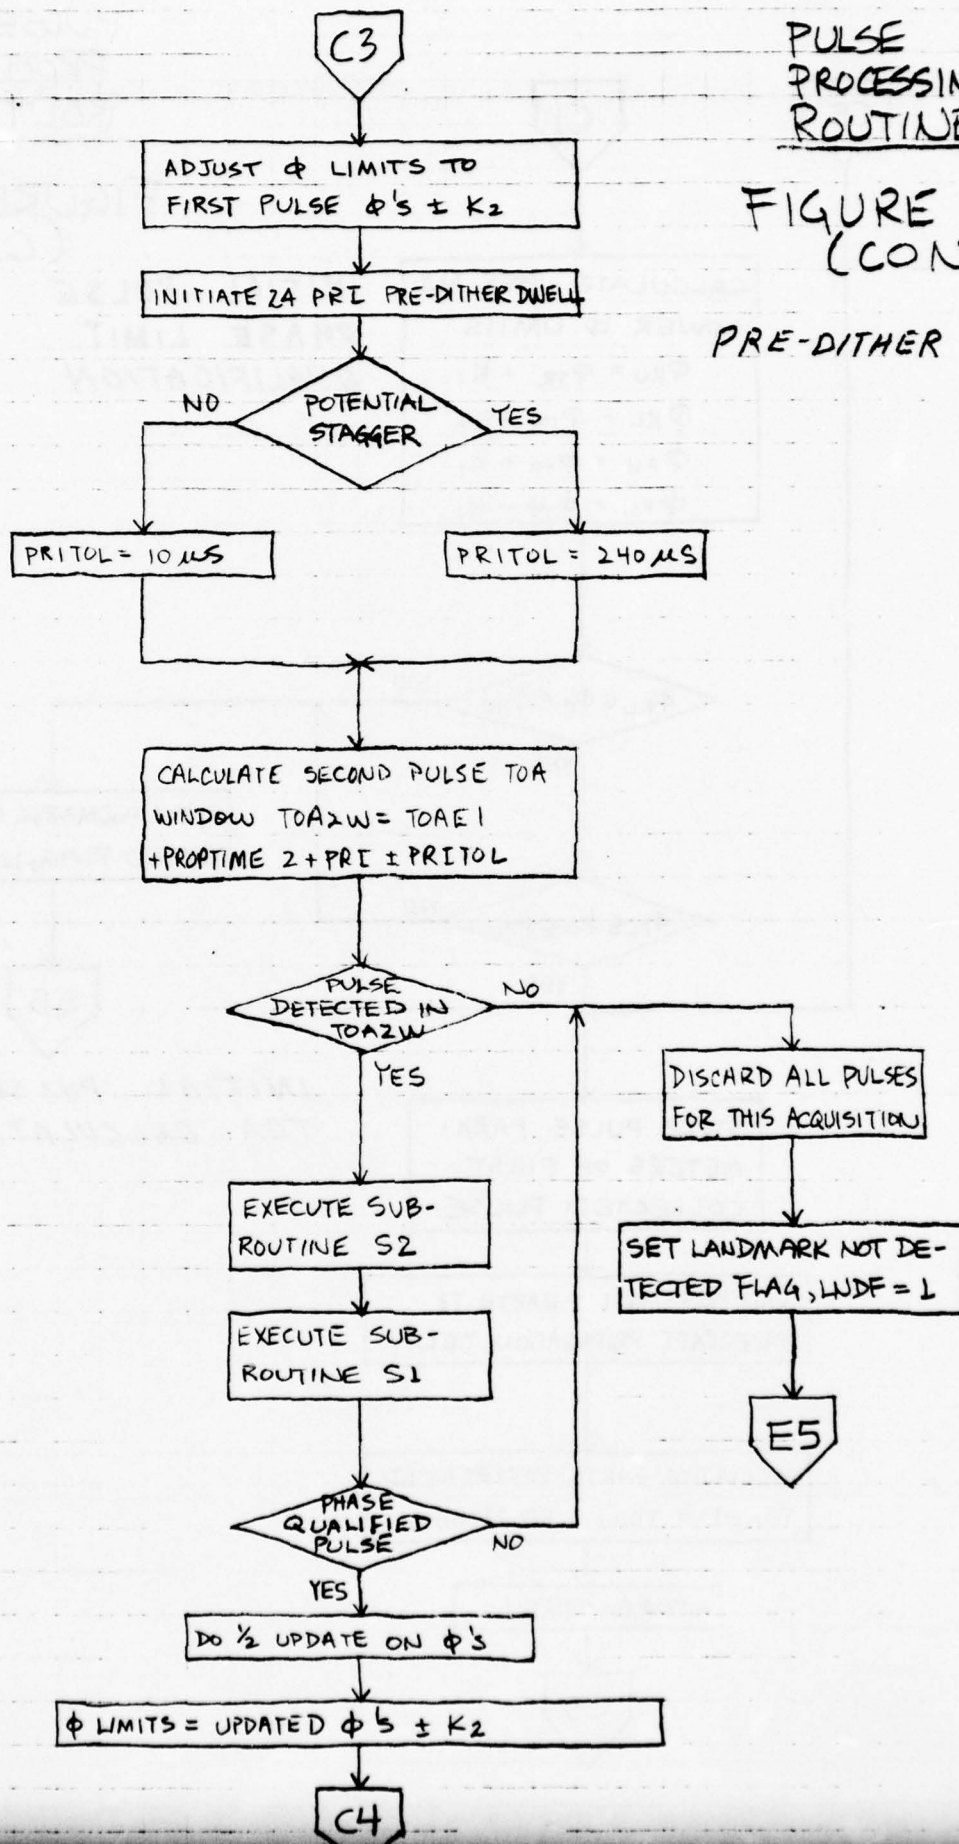 C3
PULSE
PROCESSIN
ROUTINE
FIGURE
(CON
PRE-DITHER
ADJUST Φ LIMITS TO
FIRST PULSE Φ'S ± K2
INITIATE 24 PRI PRE-DITHER DWELL
POTENTIAL
STAGGER
NO
YES
PRITOL = 10 µS
PRITOL = 240 µS
CALCULATE SECOND PULSE TOA
WINDOW TOA2W = TOAE1
+PROPTIME 2 + PRI ± PRITOL
PULSE
DETECTED IN
TOA2W
NO
YES
DISCARD ALL PULSES
FOR THIS ACQUISITION
EXECUTE SUB-
ROUTINE S2
SET LANDMARK NOT DE-
TECTED FLAG, LNDF = 1
EXECUTE SUB-
ROUTINE S1
E5
PHASE
QUALIFIED
PULSE
NO
YES
DO ½ UPDATE ON Φ'S
Φ LIMITS = UPDATED Φ'S ± K2
C4